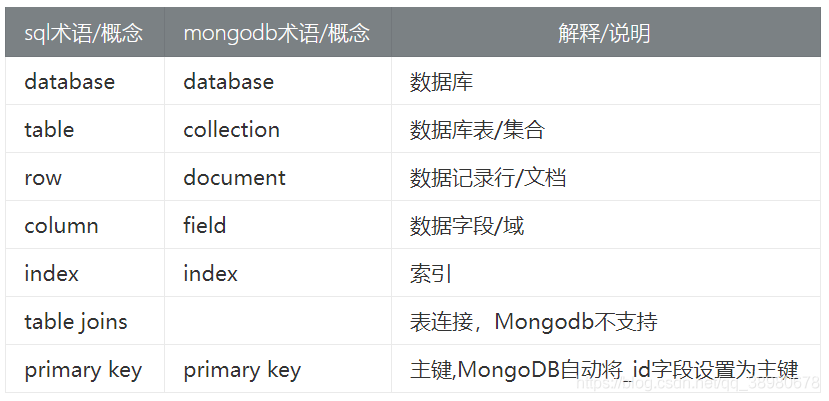 sql术语/概念 mongodb术语/概念 解释/说明
database database 数据库
table collection 数据库表/集合
row document 数据记录行/文档
column field 数据字段/域
index index 索引
table joins 表连接，Mongodb不支持
primary key primary key 主键,MongoDB自动将_id字段设置为主键
https://blog.csdn.net/qq_38980678